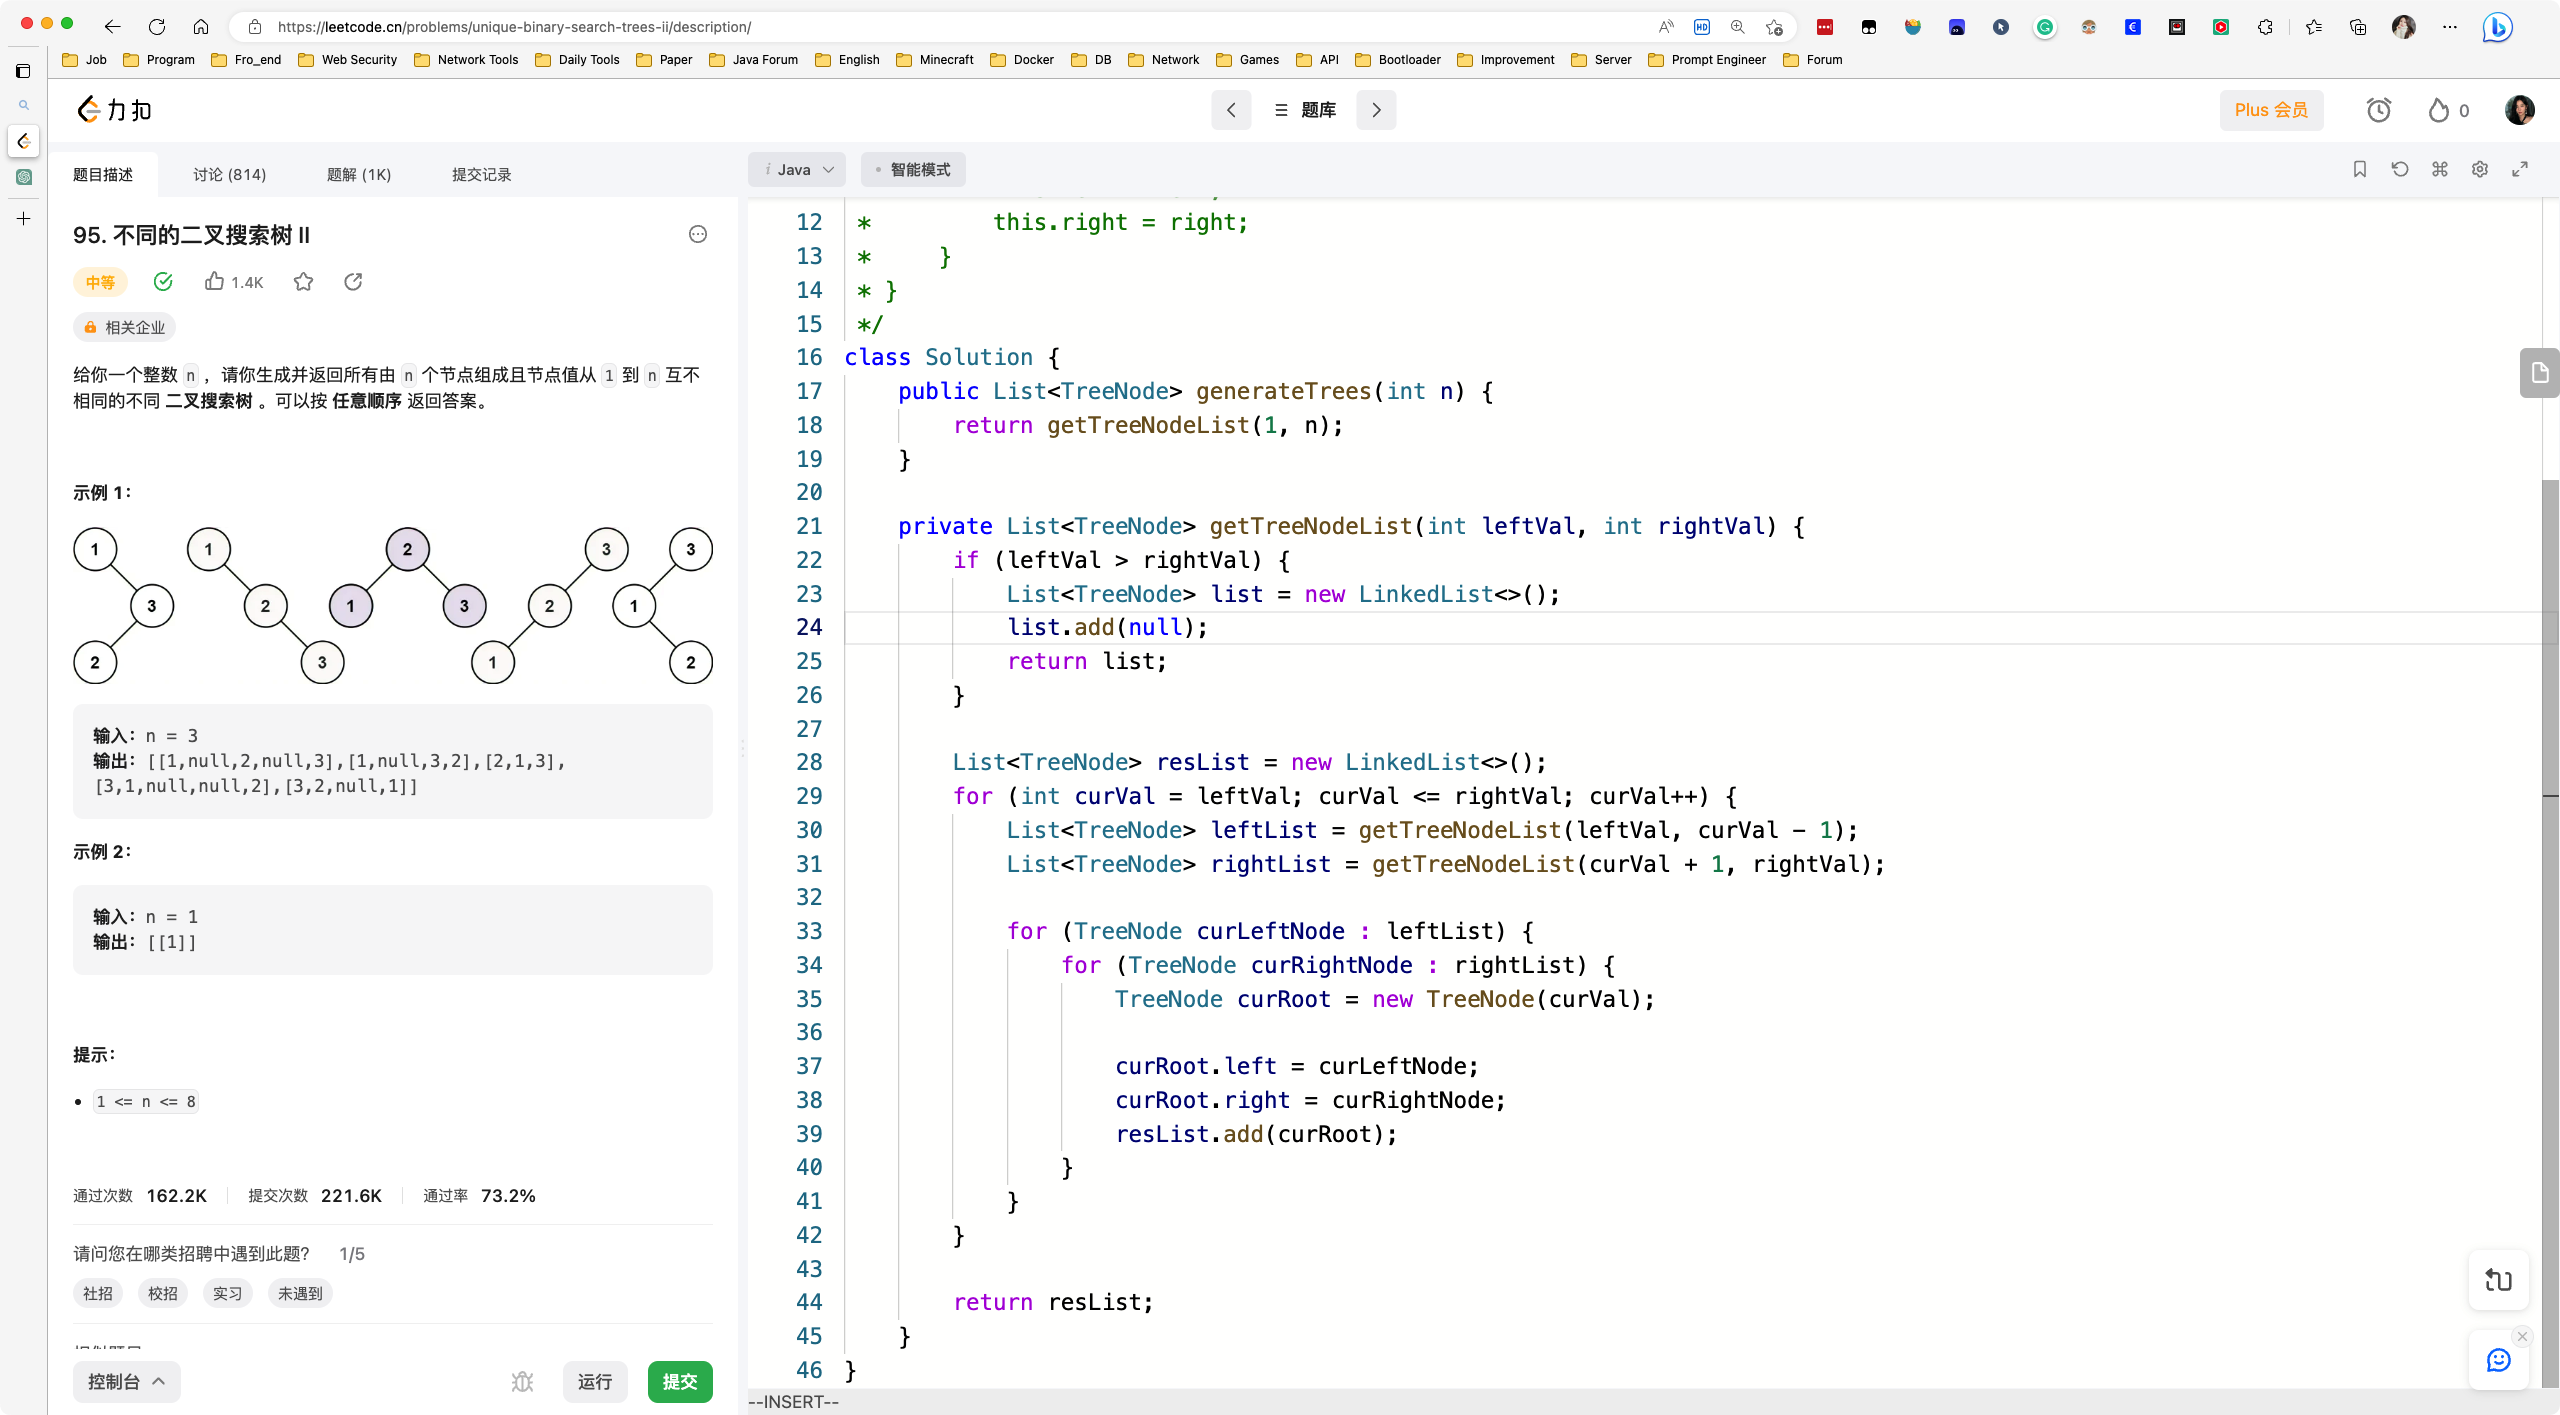 https://leetcode.cn/problems/unique-binary-search-trees-ii/description/
Job Program Fro_end Web Security Network Tools Daily Tools Paper Java Forum English Minecraft Docker DB Network Games API Bootloader Improvement Server Prompt Engineer Forum
力扣
题库
Plus 会员
0
题目描述 讨论 (814) 题解 (1K) 提交记录
95. 不同的二叉搜索树 II
中等 1.4K
相关企业
给你一个整数 n ，请你生成并返回所有由 n 个节点组成且节点值从 1 到 n 互不
相同的不同 二叉搜索树 。可以按 任意顺序 返回答案。
示例 1：
1 1 2 3 3
3 2 1 3 2 1
2 3 1 2
输入：n = 3
输出：[[1,null,2,null,3],[1,null,3,2],[2,1,3],
[3,1,null,null,2],[3,2,null,1]]
示例 2：
输入：n = 1
输出：[[1]]
提示：
1 <= n <= 8
通过次数 162.2K 提交次数 221.6K 通过率 73.2%
请问您在哪类招聘中遇到此题？ 1/5
社招 校招 实习 未遇到
控制台 运行 提交
i Java 智能模式
12 * this.right = right;
13 * }
14 * }
15 */
16 class Solution {
17 public List<TreeNode> generateTrees(int n) {
18 return getTreeNodeList(1, n);
19 }
20
21 private List<TreeNode> getTreeNodeList(int leftVal, int rightVal) {
22 if (leftVal > rightVal) {
23 List<TreeNode> list = new LinkedList<>();
24 list.add(null);
25 return list;
26 }
27
28 List<TreeNode> resList = new LinkedList<>();
29 for (int curVal = leftVal; curVal <= rightVal; curVal++) {
30 List<TreeNode> leftList = getTreeNodeList(leftVal, curVal - 1);
31 List<TreeNode> rightList = getTreeNodeList(curVal + 1, rightVal);
32
33 for (TreeNode curLeftNode : leftList) {
34 for (TreeNode curRightNode : rightList) {
35 TreeNode curRoot = new TreeNode(curVal);
36
37 curRoot.left = curLeftNode;
38 curRoot.right = curRightNode;
39 resList.add(curRoot);
40 }
41 }
42 }
43
44 return resList;
45 }
46 }
--INSERT--